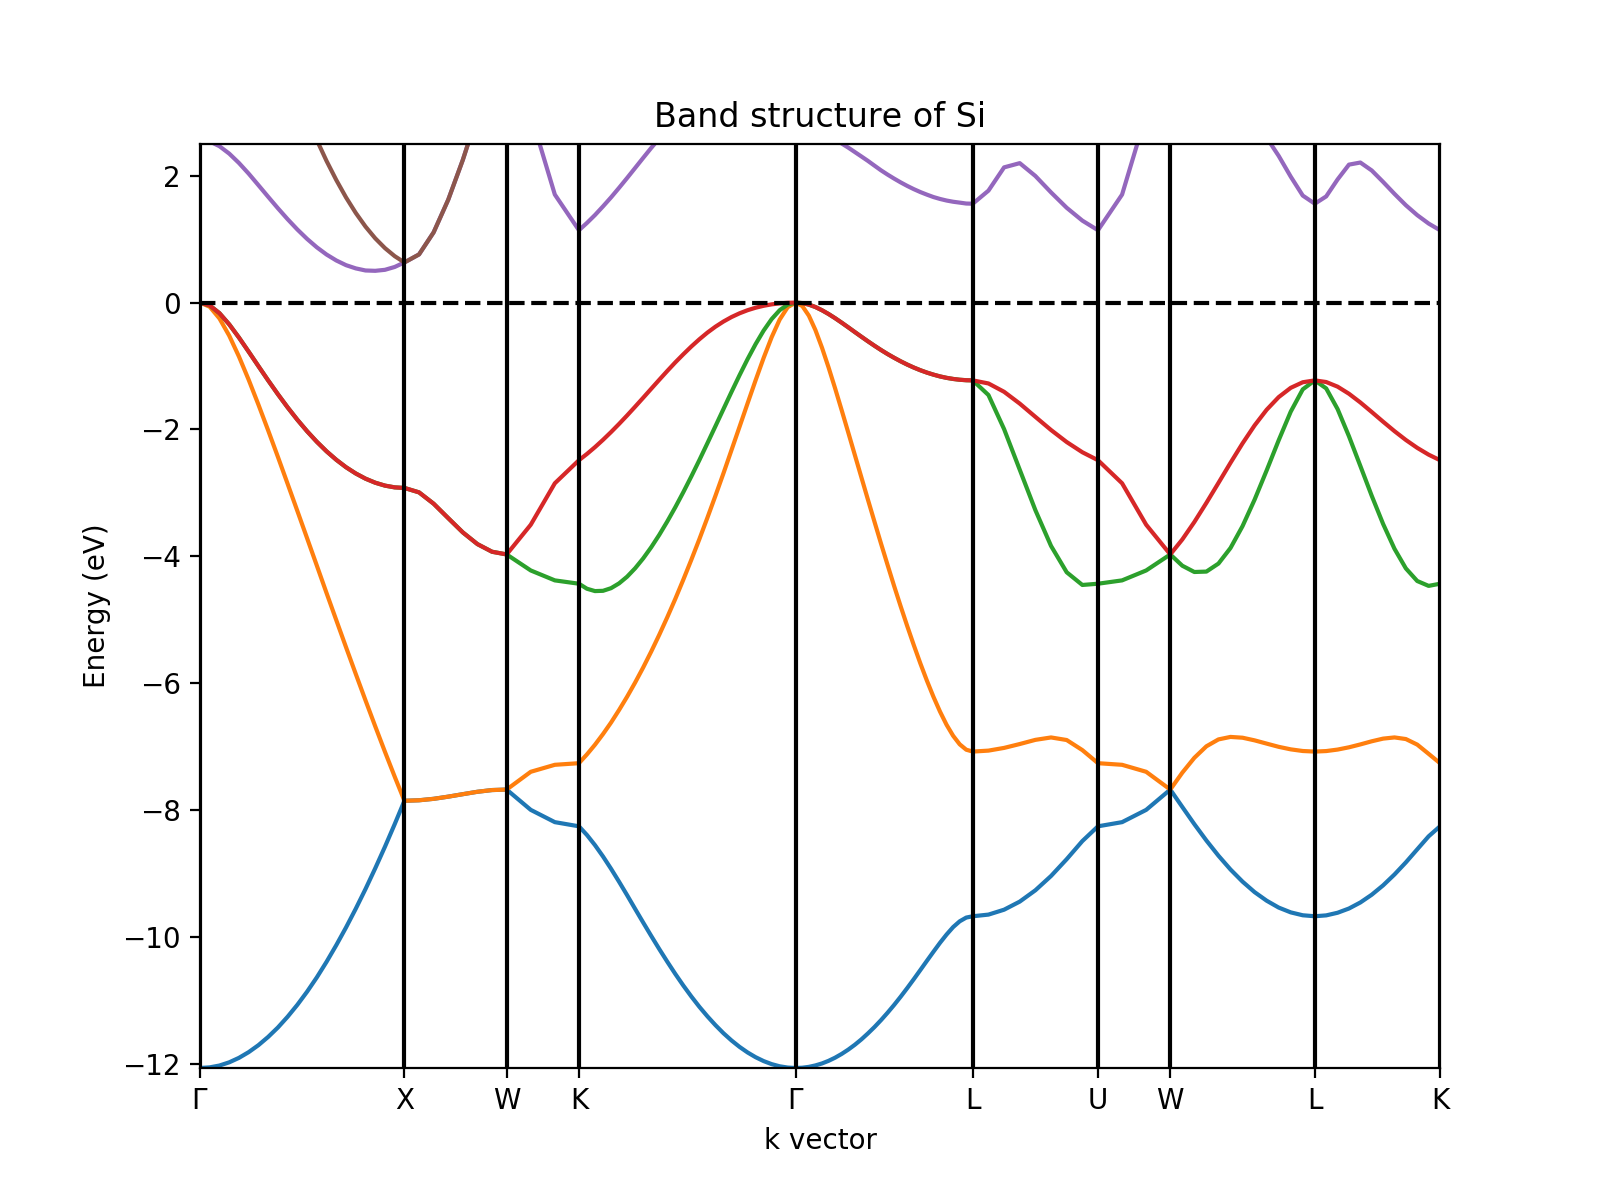 Band structure of Si
Energy (eV)
2
0
−2
−4
−6
−8
−10
−12
Γ X W K Γ L U W L K
k vector